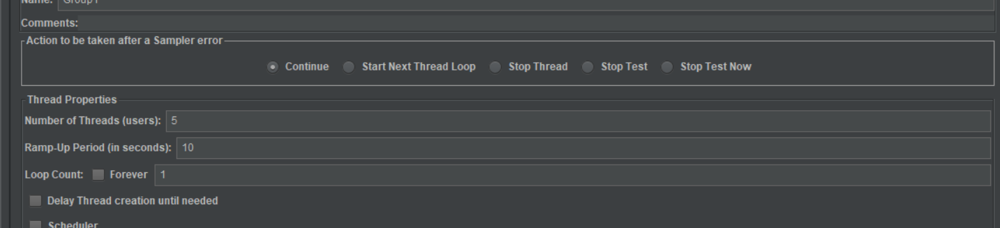 Name: Group1
Comments:
Action to be taken after a Sampler error
Continue Start Next Thread Loop Stop Thread Stop Test Stop Test Now
Thread Properties
Number of Threads (users): 5
Ramp-Up Period (in seconds): 10
Loop Count: Forever 1
Delay Thread creation until needed
Scheduler